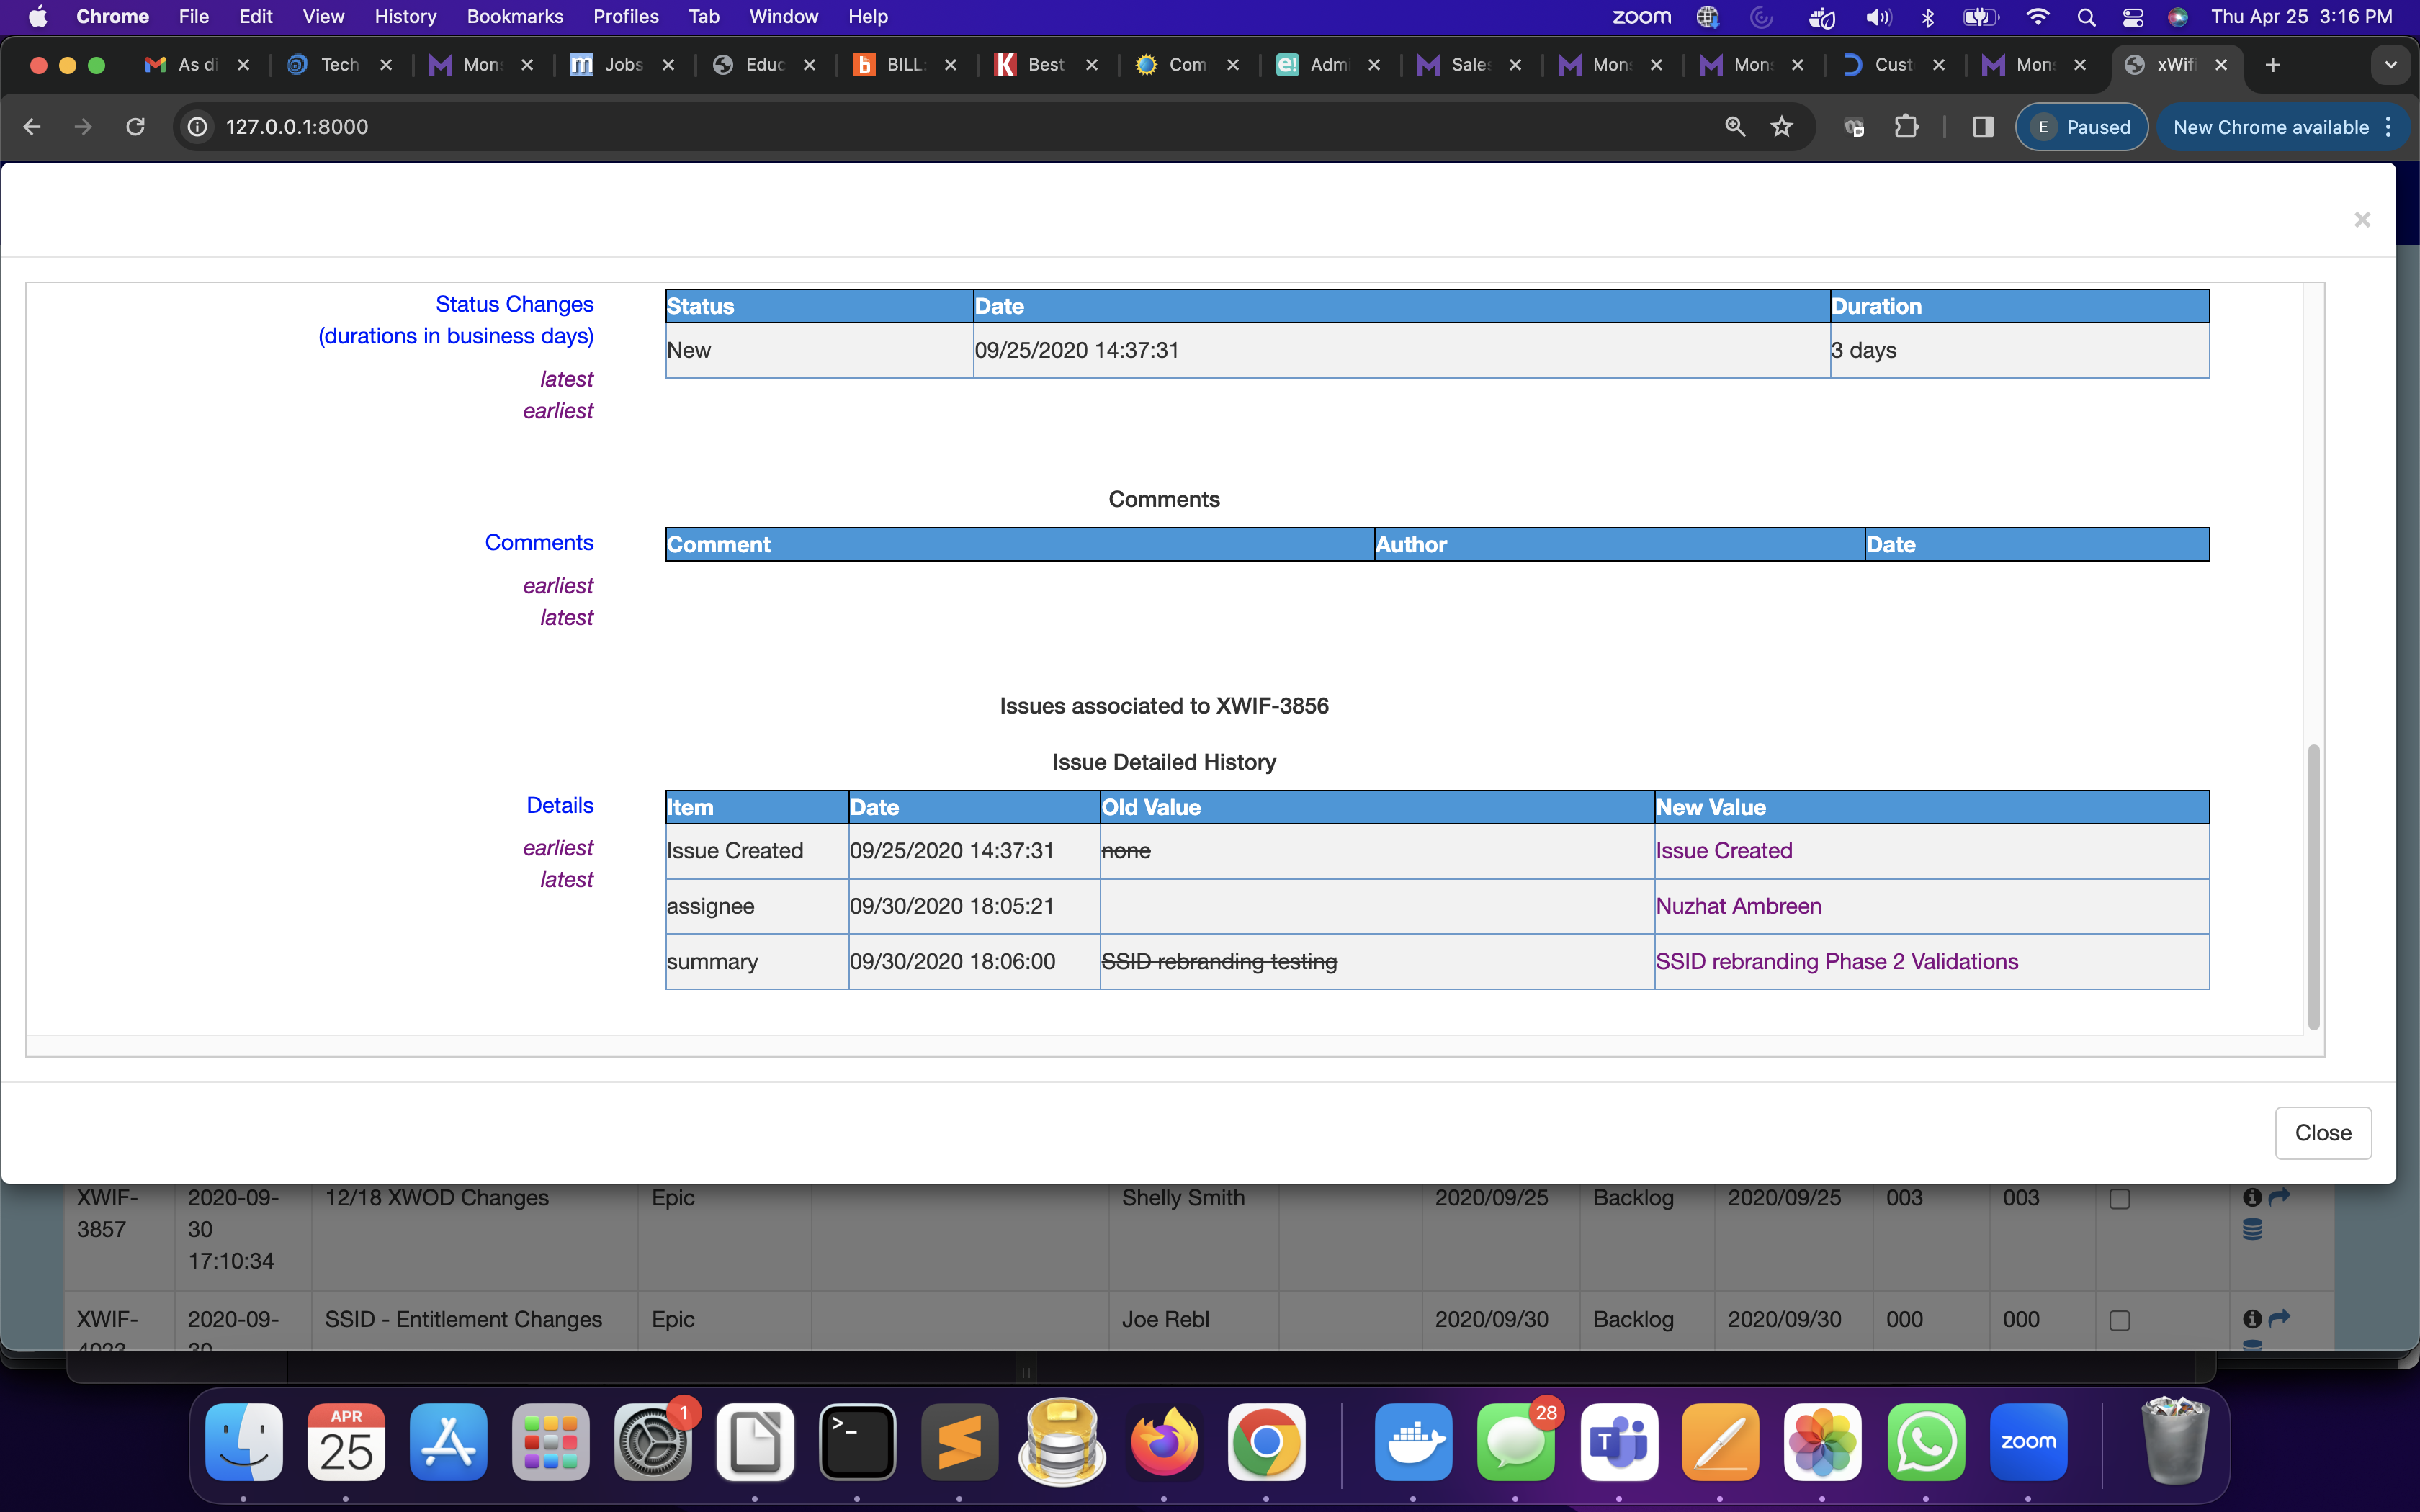 Chrome File Edit View History Bookmarks Profiles Tab Window Help zoom Thu Apr 25 3:16 PM
As di Tech Mon Jobs Educ BILL: Best Com Admi Sales Mons Mons Cust Mons xWifi
127.0.0.1:8000 E Paused New Chrome available
Status Changes
(durations in business days)
latest
earliest
Status Date Duration
New 09/25/2020 14:37:31 3 days
Comments
Comments
earliest
latest
Comment Author Date
Issues associated to XWIF-3856
Issue Detailed History
Details
earliest
latest
Item Date Old Value New Value
Issue Created 09/25/2020 14:37:31 none Issue Created
assignee 09/30/2020 18:05:21 Nuzhat Ambreen
summary 09/30/2020 18:06:00 SSID rebranding testing SSID rebranding Phase 2 Validations
Close
XWIF- 2020-09- 12/18 XWOD Changes Epic Shelly Smith 2020/09/25 Backlog 2020/09/25 003 003
3857 30
17:10:34
XWIF- 2020-09- SSID - Entitlement Changes Epic Joe Rebl 2020/09/30 Backlog 2020/09/30 000 000
APR
25
1
28
T
zoom